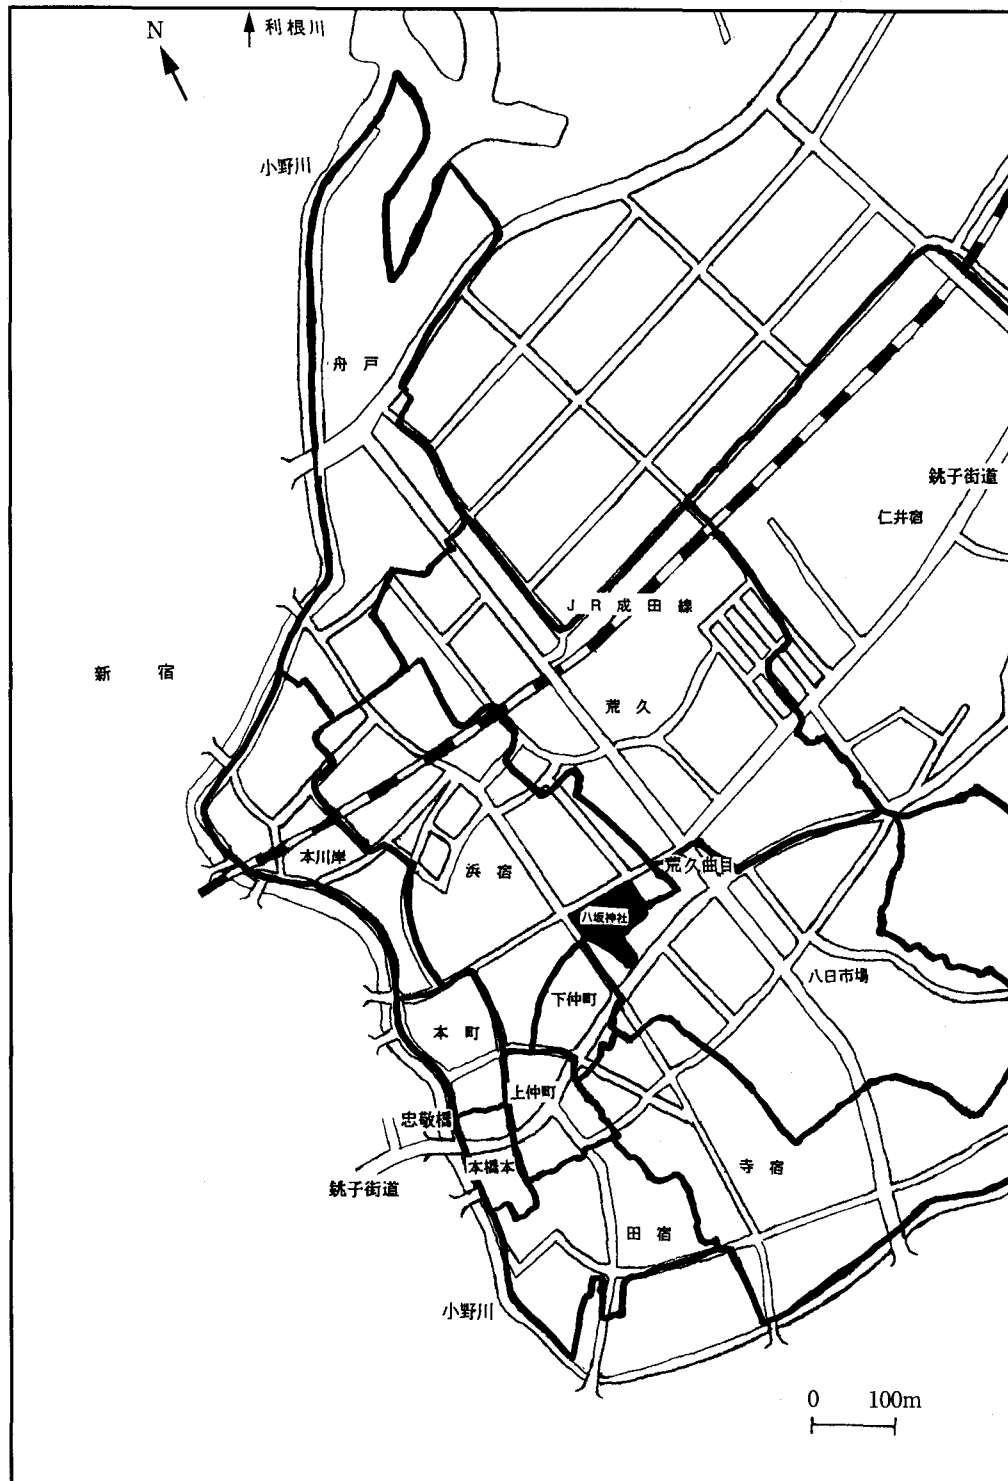 N
利根川
小野川
舟戸
銚子街道
仁井宿
JR成田線
新宿
荒久
本川岸
浜宿
荒久曲目
八坂神社
下仲町
八日市場
本町
上仲町
忠敬橋
本橋本
銚子街道
寺宿
田宿
小野川
0 100m